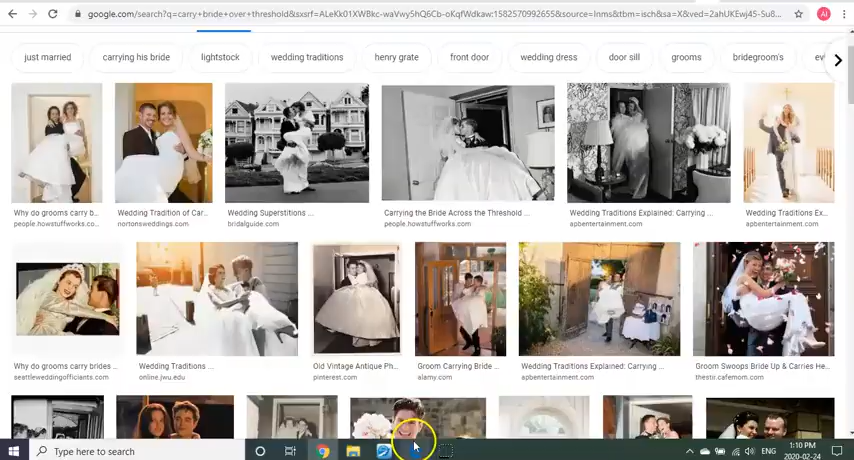 google.com/search?q=carry+bride+over+threshold&sxsrf=ALeKk01XWBkc-waVwy5hQ6Cb-oKqfWdkaw:1582570992655&source=lnms&tbm=isch&sa=X&ved=2ahUKEwj45-Su8...
AI
just married
carrying his bride
lightstock
wedding traditions
henry grate
front door
wedding dress
door sill
grooms
bridegroom's
Why do grooms carry b...
people.howstuffworks.co...
Wedding Tradition of Car...
nortonsweddings.com
Wedding Superstitions ...
bridalguide.com
Carrying the Bride Across the Threshold ...
people.howstuffworks.com
Wedding Traditions Explained: Carrying ...
apbentertainment.com
Wedding Traditions Ex...
apbentertainment.com
Why do grooms carry brides ...
seattleweddingofficiants.com
Wedding Traditions ...
online.jwu.edu
Old Vintage Antique Ph...
pinterest.com
Groom Carrying Bride ...
alamy.com
Wedding Traditions Explained: Carrying ...
apbentertainment.com
Groom Swoops Bride Up & Carries He...
thestir.cafemom.com
Type here to search
ENG
1:10 PM
2020-02-24